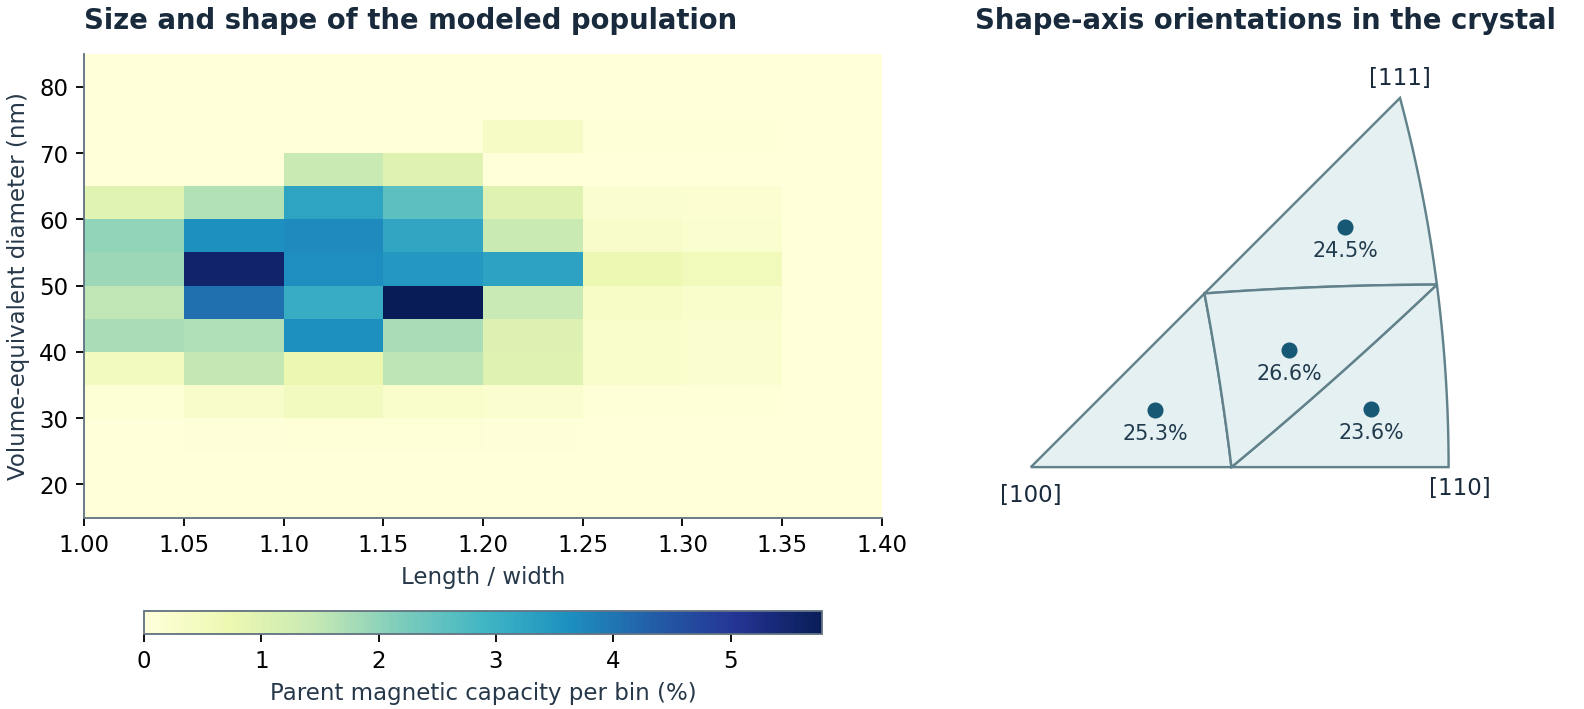 Size and shape of the modeled population
Volume-equivalent diameter (nm)
80
70
60
50
40
30
20
1.00 1.05 1.10 1.15 1.20 1.25 1.30 1.35 1.40
Length / width
0 1 2 3 4 5
Parent magnetic capacity per bin (%)
Shape-axis orientations in the crystal
[111]
24.5%
26.6%
25.3%
23.6%
[100]
[110]